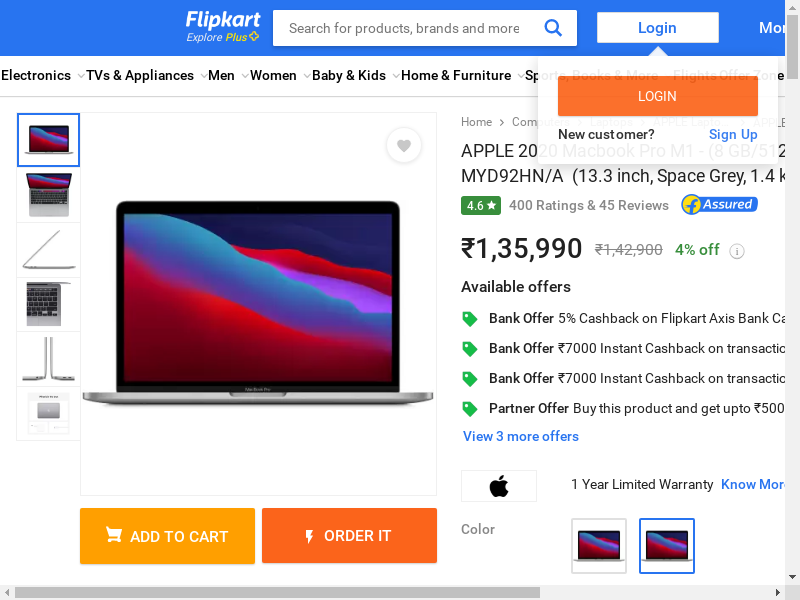 Flipkart
Explore Plus
Search for products, brands and more
Login
Mor
Electronics
TVs & Appliances
Men
Women
Baby & Kids
Home & Furniture
Sports, Books & More
Flights
Offer Zone
LOGIN
New customer?
Sign Up
Home
APPLE 2020 Macbook Pro M1 - (8 GB/512
MYD92HN/A (13.3 inch, Space Grey, 1.4 k
4.6
400 Ratings & 45 Reviews
Assured
₹1,35,990
₹1,42,900
4% off
i
Available offers
Bank Offer 5% Cashback on Flipkart Axis Bank Ca
Bank Offer ₹7000 Instant Cashback on transactio
Bank Offer ₹7000 Instant Cashback on transactio
Partner Offer Buy this product and get upto ₹500
View 3 more offers
1 Year Limited Warranty
Know More
MacBook Pro
ADD TO CART
ORDER IT
Color